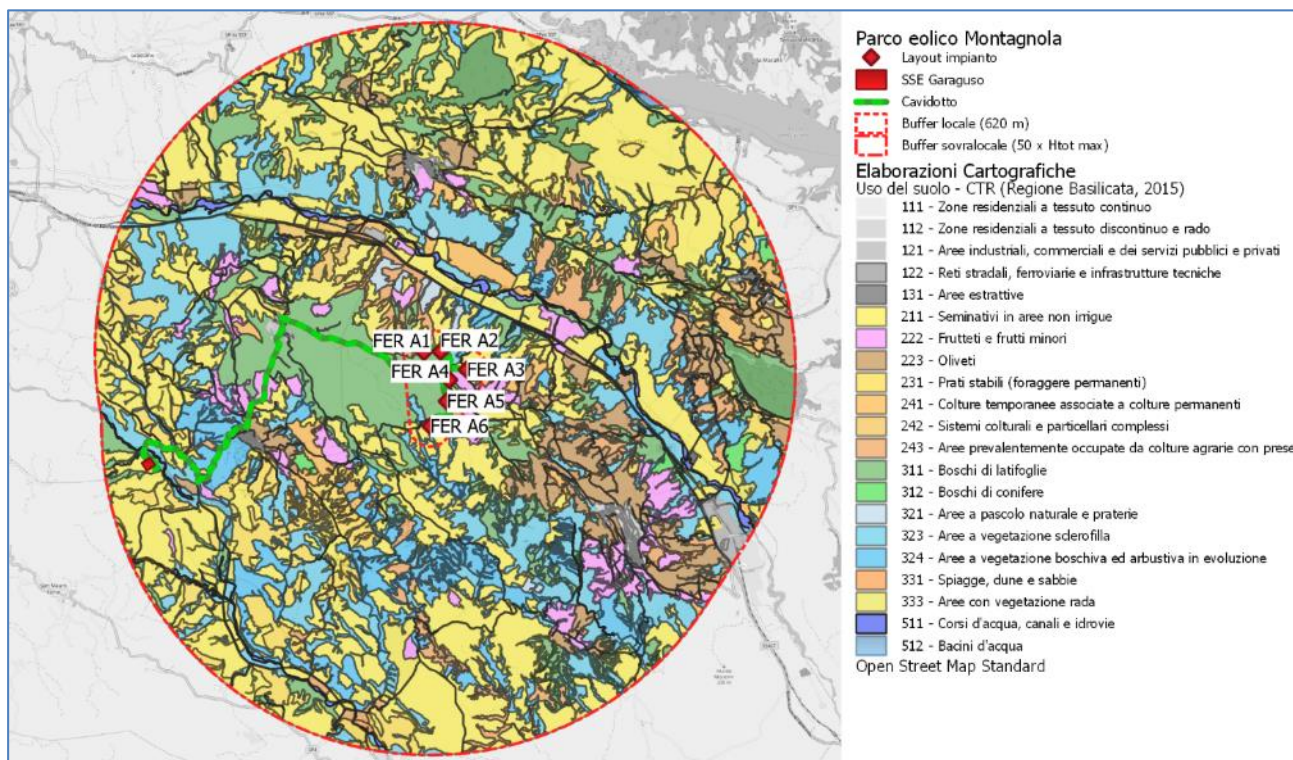 FER A1
FER A2
FER A4
FER A3
FER A5
FER A6
Parco eolico Montagnola
Layout impianto
SSE Garaguso
Cavidotto
Buffer locale (620 m)
Buffer sovralocale (50 x Htot max)
Elaborazioni Cartografiche
Uso del suolo - CTR (Regione Basilicata, 2015)
111 - Zone residenziali a tessuto continuo
112 - Zone residenziali a tessuto discontinuo e rado
121 - Aree industriali, commerciali e dei servizi pubblici e privati
122 - Reti stradali, ferroviarie e infrastrutture tecniche
131 - Aree estrattive
211 - Seminativi in aree non irrigue
222 - Frutteti e frutti minori
223 - Oliveti
231 - Prati stabili (foraggere permanenti)
241 - Colture temporanee associate a colture permanenti
242 - Sistemi colturali e particellari complessi
243 - Aree prevalentemente occupate da colture agrarie con prese
311 - Boschi di latifoglie
312 - Boschi di conifere
321 - Aree a pascolo naturale e praterie
323 - Aree a vegetazione sclerofilla
324 - Aree a vegetazione boschiva ed arbustiva in evoluzione
331 - Spiagge, dune e sabbie
333 - Aree con vegetazione rada
511 - Corsi d'acqua, canali e idrovie
512 - Bacini d'acqua
Open Street Map Standard